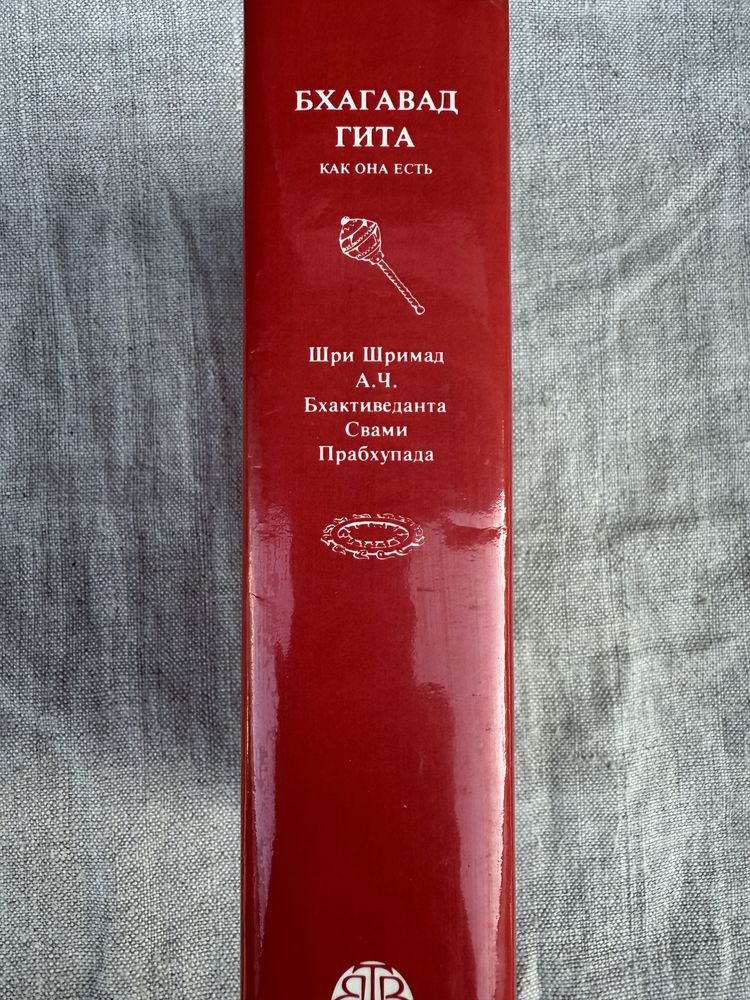 БХАГАВАД
ГИТА
КАК ОНА ЕСТЬ
Шри Шримад
А.Ч.
Бхактиведанта
Свами
Прабхупада